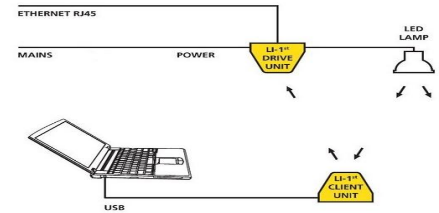 ETHERNET RJ45
LED
LAMP
MAINS
POWER
LI-1st
DRIVE
UNIT
LI-1st
CLIENT
UNIT
USB